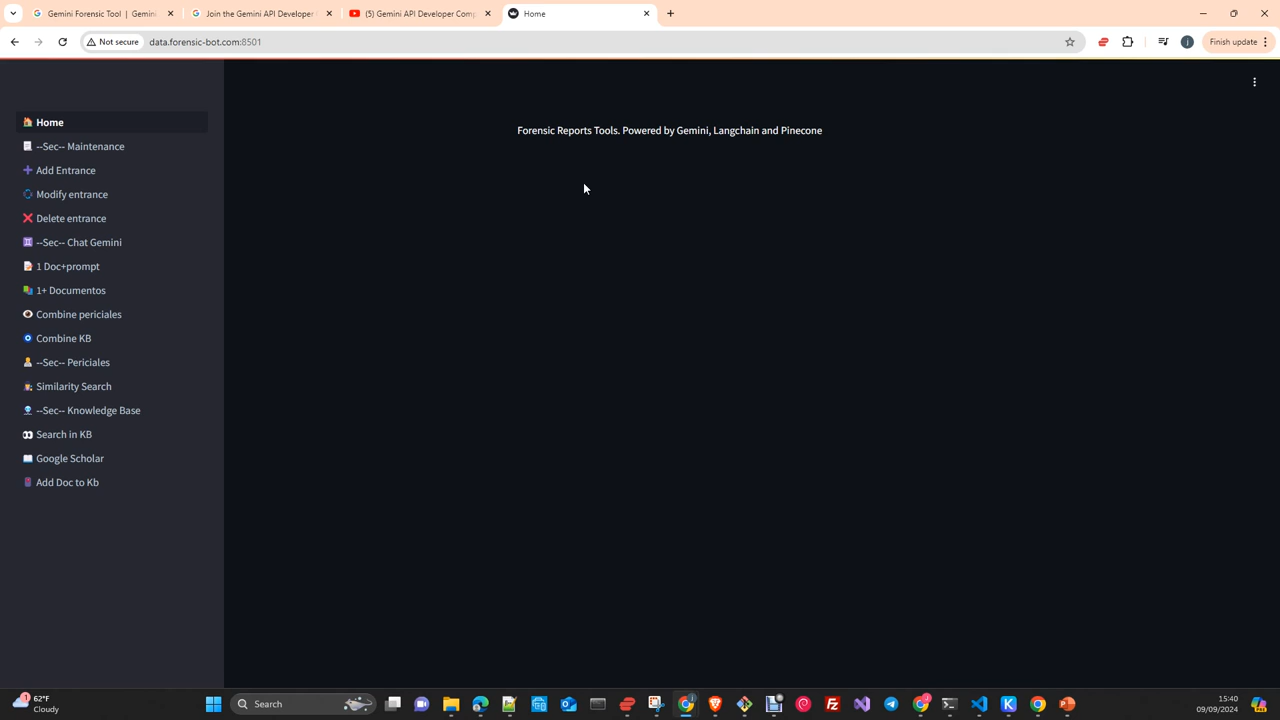 Gemini Forensic Tool | Gemini
Join the Gemini API Developer
(5) Gemini API Developer Comp
Home
Not secure
data.forensic-bot.com:8501
Finish update
Home
--Sec-- Maintenance
Add Entrance
Modify entrance
Delete entrance
--Sec-- Chat Gemini
1 Doc+prompt
1+ Documentos
Combine periciales
Combine KB
--Sec-- Periciales
Similarity Search
--Sec-- Knowledge Base
Search in KB
Google Scholar
Add Doc to Kb
Forensic Reports Tools. Powered by Gemini, Langchain and Pinecone
1
62°F
Cloudy
Search
15:40
09/09/2024